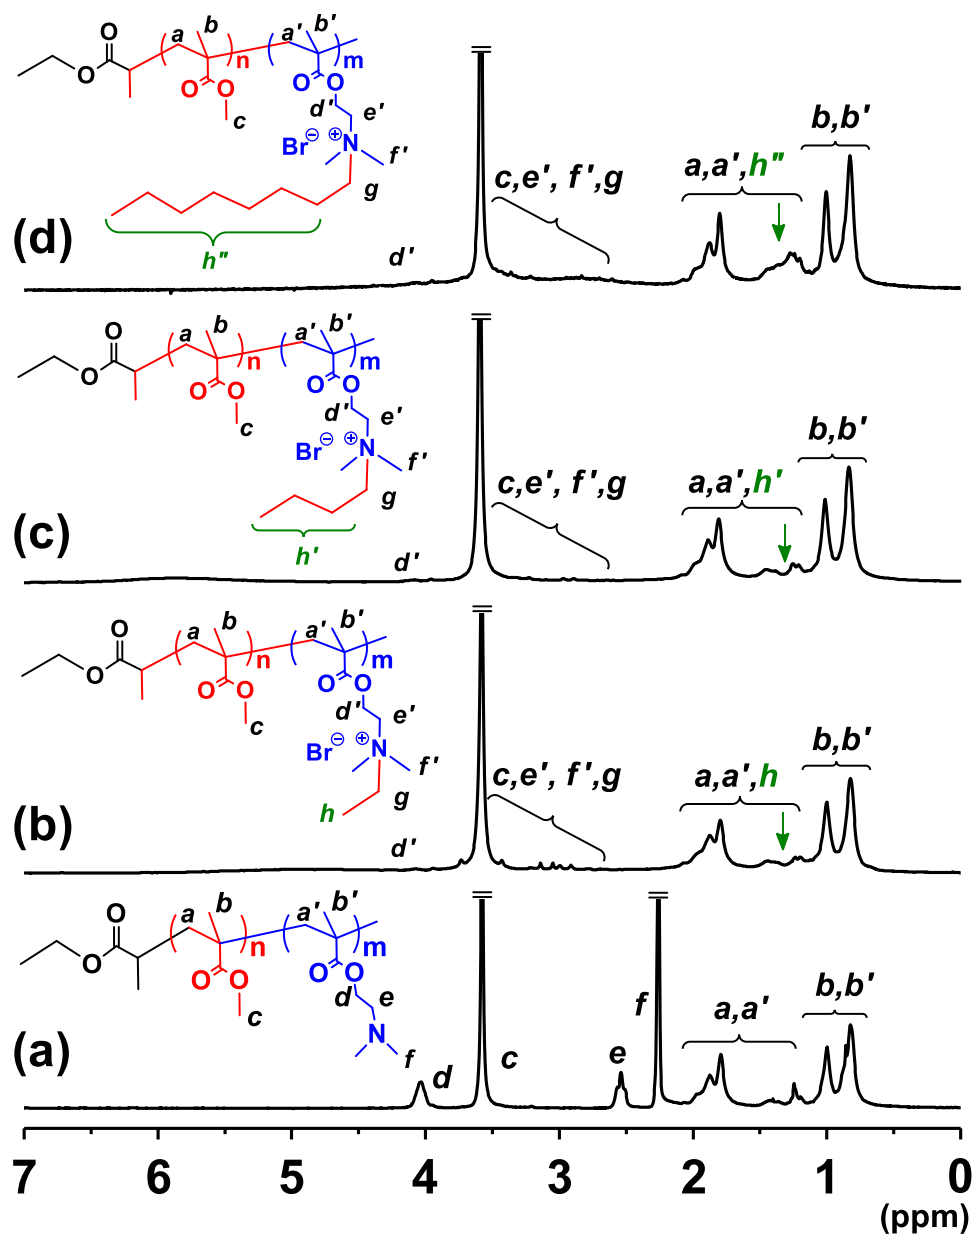 a b a' b'
O O n O O m O O
c d' e'
Br⊖ ⊕ N f'
g
h"
(d)
d' c,e', f',g a,a',h" b,b'
a b a' b'
O O n O O m O O
c d' e'
Br⊖ ⊕ N f'
g
h'
(c)
d' c,e', f',g a,a',h' b,b'
a b a' b'
O O n O O m O O
c d' e'
Br⊖ ⊕ N f'
h g
(b)
d' c,e', f',g a,a',h b,b'
a b a' b'
O O n O O m O O
c d e
N
f
(a)
d c e f a,a' b,b'
7 6 5 4 3 2 1 0
(ppm)